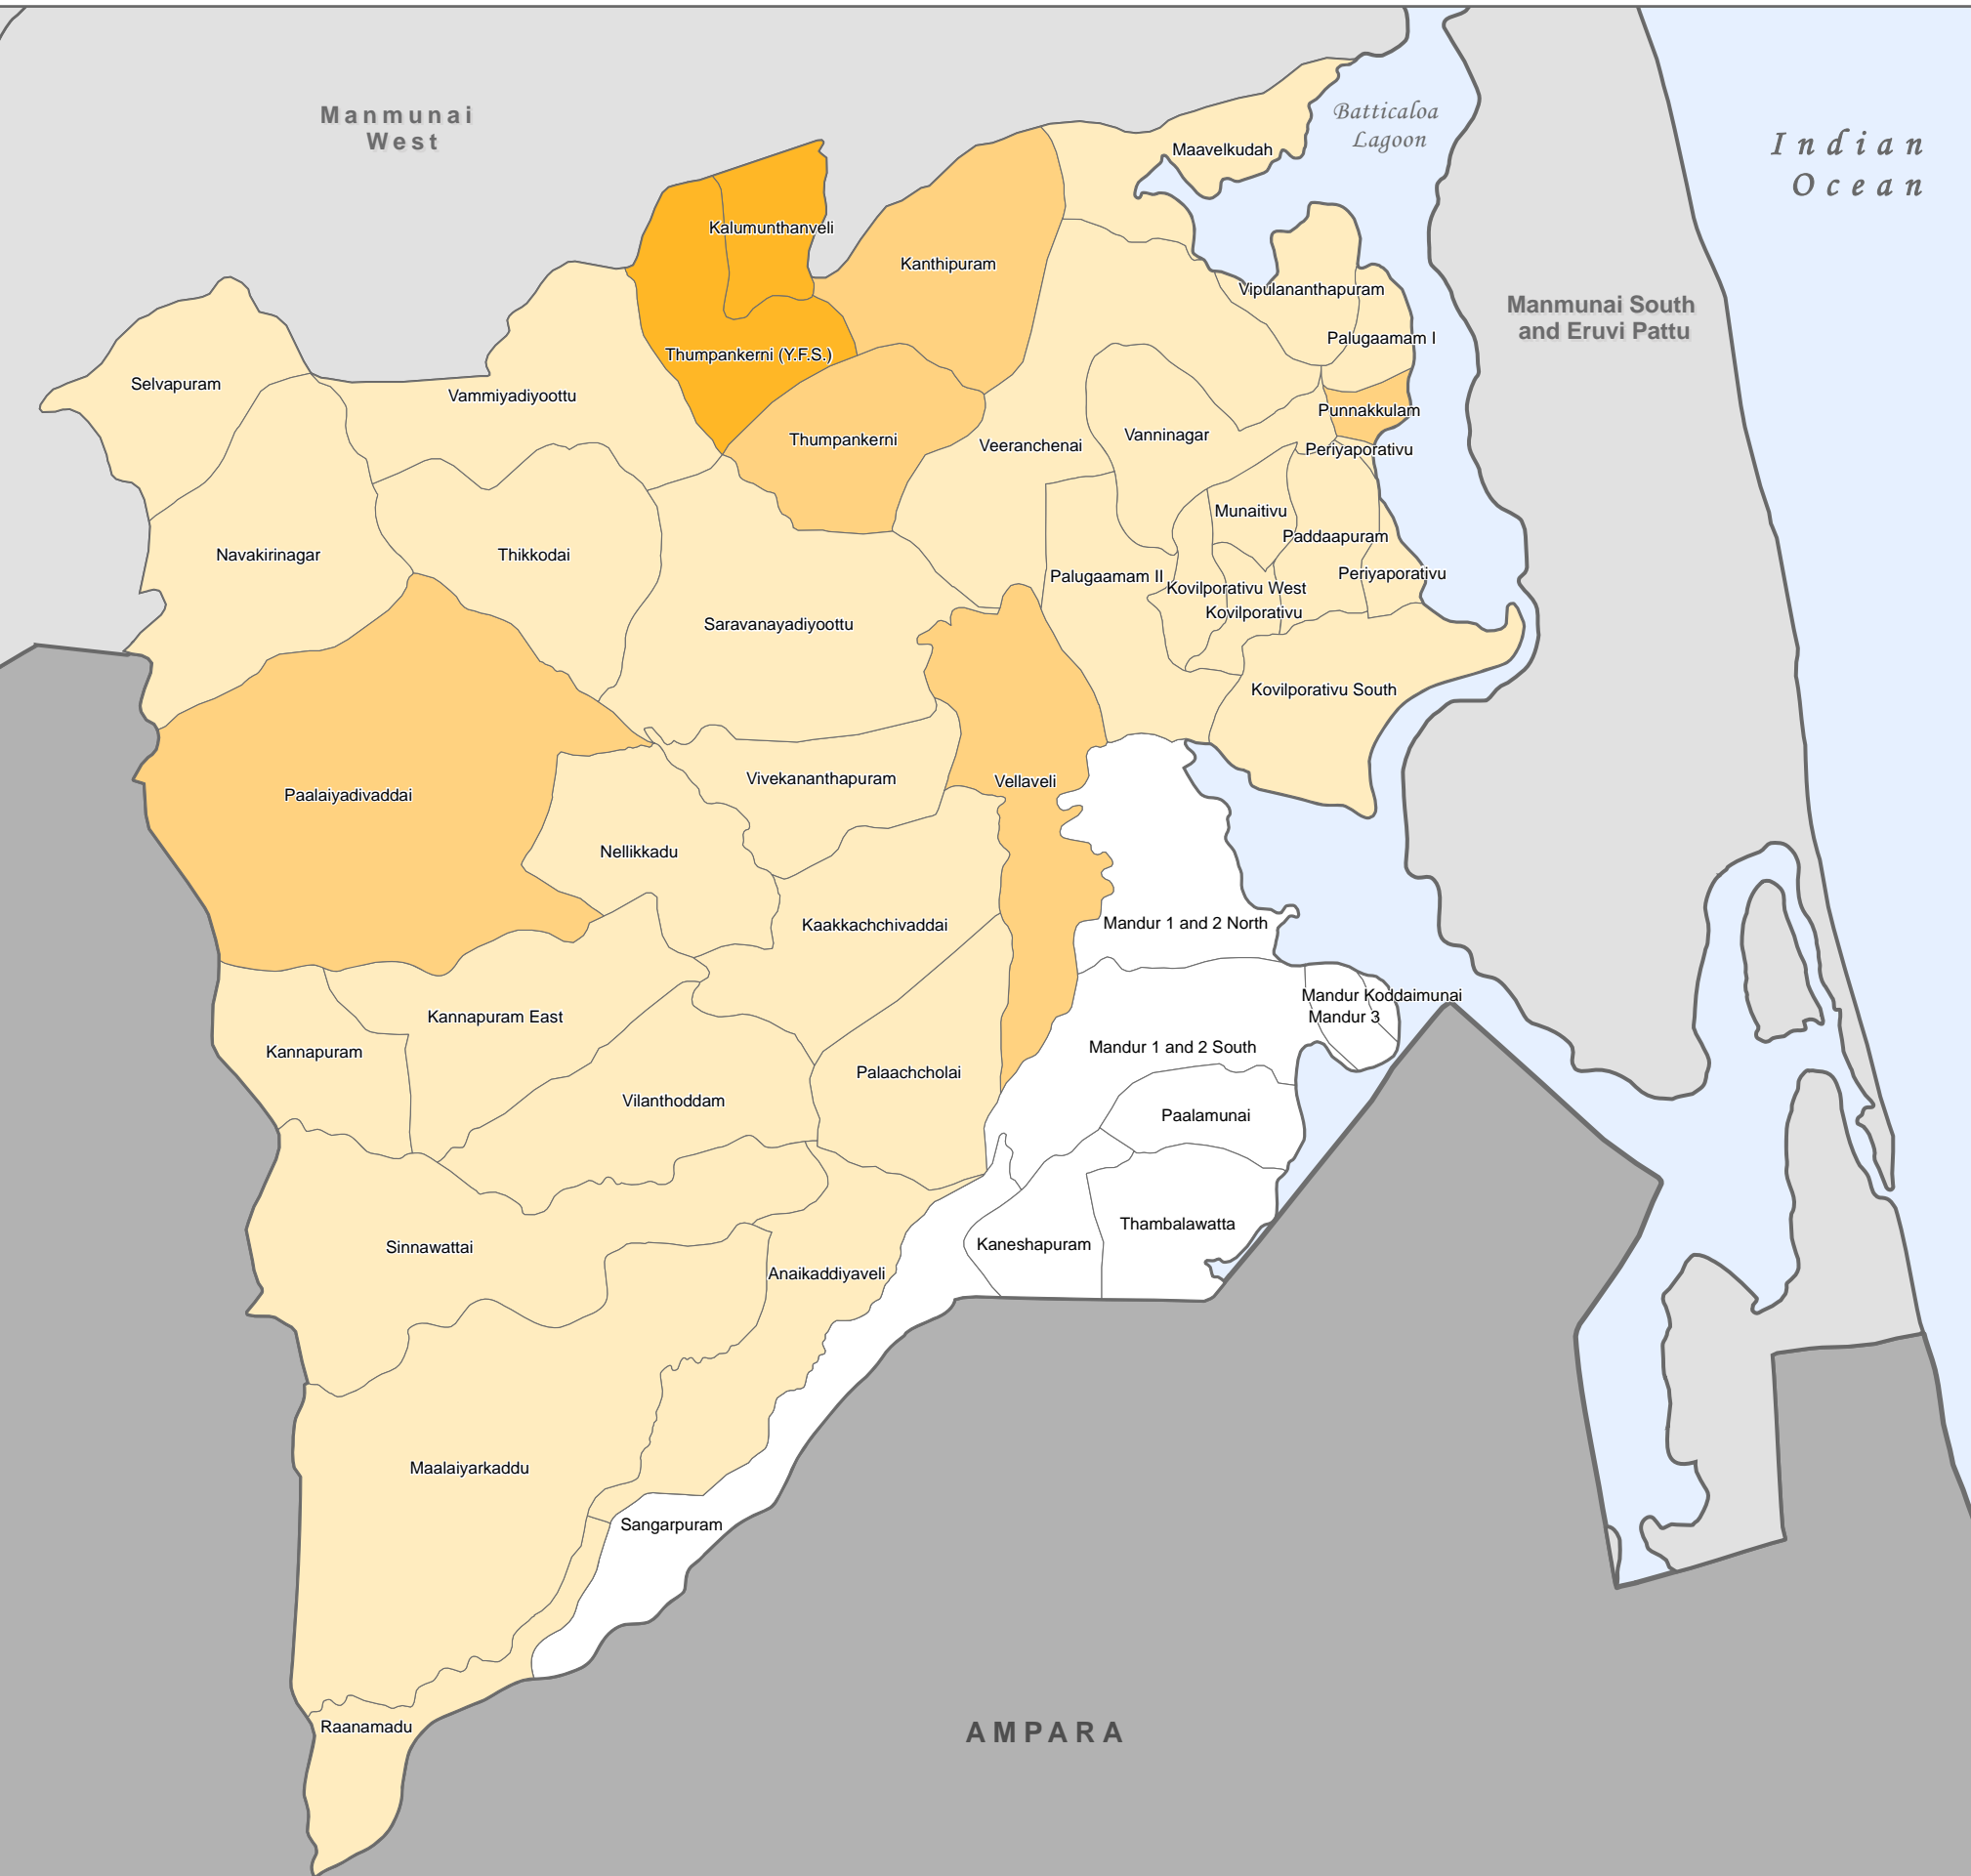 Manmunai
West
Batticaloa
Lagoon
Indian
Ocean
Maavelkudah
Kalumunthanveli
Kanthipuram
Vipulananthapuram
Manmunai South
and Eruvi Pattu
Palugaamam I
Thumpankerni (Y.F.S.)
Selvapuram
Vammiyadiyoottu
Punnakkulam
Thumpankerni
Veeranchenai
Vanninagar
Periyaporativu
Munaitivu
Paddaapuram
Navakirinagar
Thikkodai
Palugaamam II
Periyaporativu
Kovilporativu West
Kovilporativu
Saravanayadiyoottu
Kovilporativu South
Vivekananthapuram
Vellaveli
Paalaiyadivaddai
Nellikkadu
Kaakkachchivaddai
Mandur 1 and 2 North
Mandur Koddaimunai
Mandur 3
Kannapuram East
Kannapuram
Mandur 1 and 2 South
Palaachcholai
Vilanthoddam
Paalamunai
Thambalawatta
Sinnawattai
Kaneshapuram
Anaikaddiyaveli
Maalaiyarkaddu
Sangarpuram
Raanamadu
AMPARA